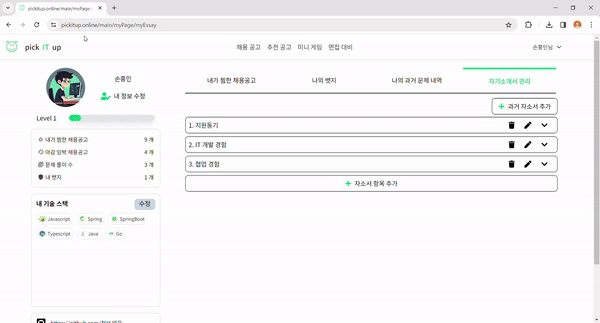 pickitup.online/main/myPage/
pickitup.online/main/myPage/myEssay
pick IT up
채용 공고 추천 공고 미니 게임 면접 대비
손흥민님
손흥민
내 정보 수정
Level 1
내가 찜한 채용공고 9 개
마감 임박 채용공고 4 개
문제 풀이 수 3 개
내 뱃지 1 개
내 기술 스택 수정
Javascript Spring SpringBoot
Typescript Java Go
내가 찜한 채용공고 나의 뱃지 나의 과거 문제 내역 자기소개서 관리
과거 자소서 추가
1. 지원동기
2. IT 개발 경험
3. 협업 경험
자소서 항목 추가